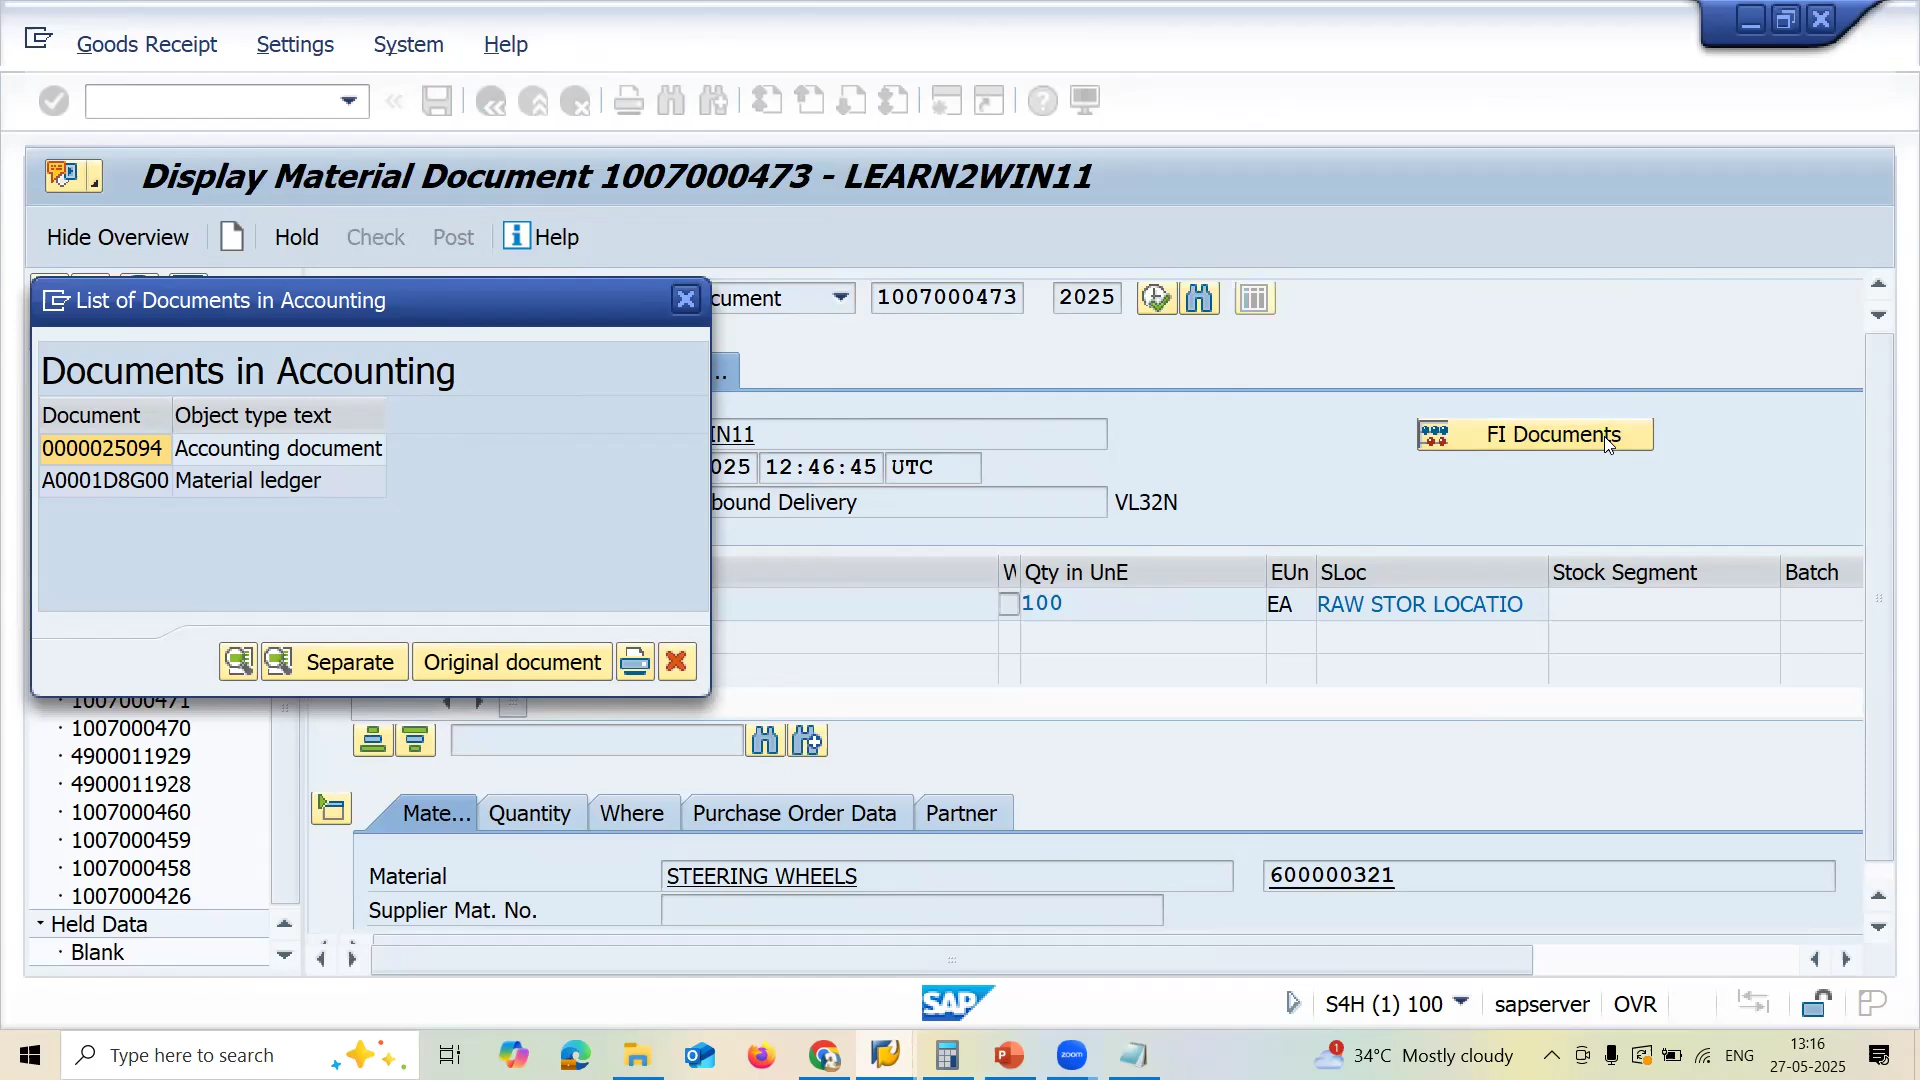 Goods Receipt Settings System Help
Display Material Document 1007000473 - LEARN2WIN11
Hide Overview Hold Check Post Help
List of Documents in Accounting
cument 1007000473 2025
Documents in Accounting
..
Document Object type text
0000025094 Accounting document
A0001D8G00 Material ledger
IN11
FI Documents
025 12:46:45 UTC
bound Delivery VL32N
W Qty in UnE EUn SLoc Stock Segment Batch
100 EA RAW STOR LOCATIO
Separate Original document
1007000471
1007000470
4900011929
4900011928
1007000460
1007000459
1007000458
1007000426
Held Data
Blank
Mate... Quantity Where Purchase Order Data Partner
Material STEERING WHEELS 600000321
Supplier Mat. No.
SAP
S4H (1) 100 sapserver OVR
Type here to search
zoom
1
34°C Mostly cloudy
ENG
13:16
27-05-2025